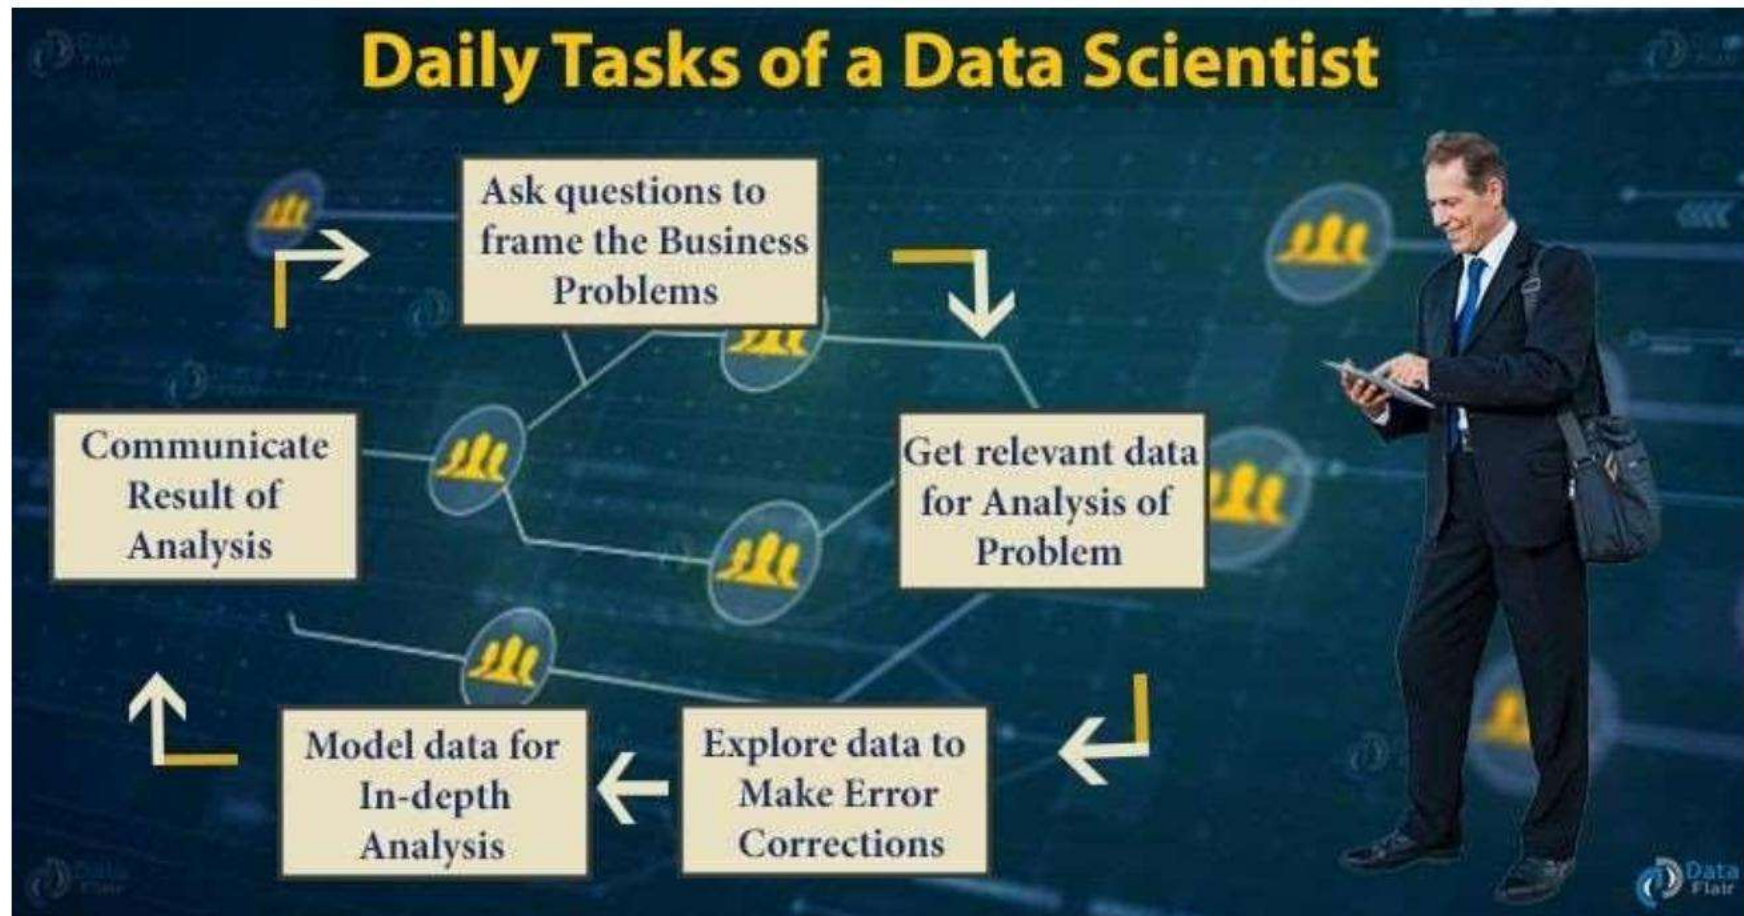 Daily Tasks of a Data Scientist
Ask questions to
frame the Business
Problems
Get relevant data
for Analysis of
Problem
Explore data to
Make Error
Corrections
Model data for
In-depth
Analysis
Communicate
Result of
Analysis
Data
Flair